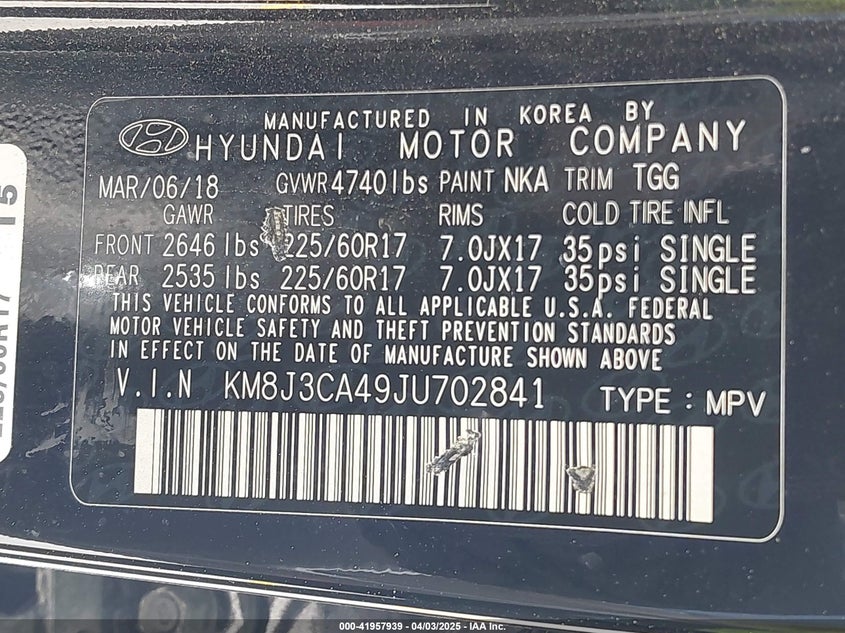 MANUFACTURED IN KOREA BY
HYUNDAI MOTOR COMPANY
MAR/06/18 GVWR 4740lbs PAINT NKA TRIM TGG
GAWR TIRES RIMS COLD TIRE INFL
FRONT 2646 lbs 225/60R17 7.0JX17 35psi SINGLE
REAR 2535 lbs 225/60R17 7.0JX17 35psi SINGLE
THIS VEHICLE CONFORMS TO ALL APPLICABLE U.S.A. FEDERAL
MOTOR VEHICLE SAFETY AND THEFT PREVENTION STANDARDS
IN EFFECT ON THE DATE OF MANUFACTURE SHOWN ABOVE
V.I.N KM8J3CA49JU702841 TYPE : MPV
15
000-41957939 - 04/03/2025 - IAA Inc.